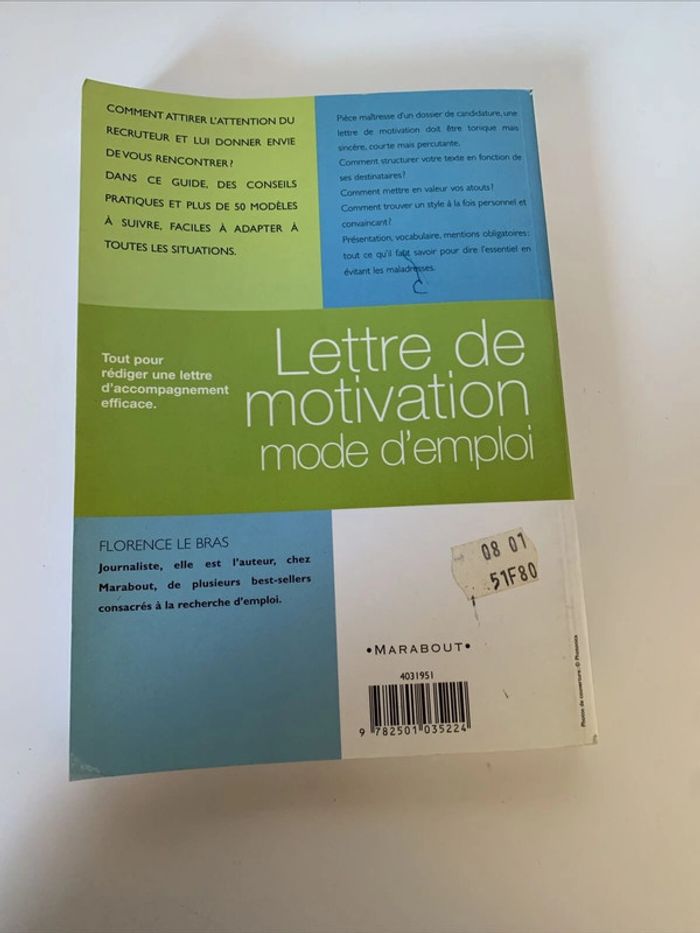 COMMENT ATTIRER L'ATTENTION DU
RECRUTEUR ET LUI DONNER ENVIE
DE VOUS RENCONTRER ?
DANS CE GUIDE, DES CONSEILS
PRATIQUES ET PLUS DE 50 MODÈLES
À SUIVRE, FACILES À ADAPTER À
TOUTES LES SITUATIONS.
Pièce maîtresse d'un dossier de candidature, une
lettre de motivation doit être tonique mais
sincère, courte mais percutante.
Comment structurer votre texte en fonction de
ses destinataires ?
Comment mettre en valeur vos atouts ?
Comment trouver un style à la fois personnel et
convaincant ?
Présentation, vocabulaire, mentions obligatoires :
tout ce qu'il faut savoir pour dire l'essentiel en
évitant les maladresses.
Tout pour
rédiger une lettre
d'accompagnement
efficace.
Lettre de
motivation
mode d'emploi
FLORENCE LE BRAS
Journaliste, elle est l'auteur, chez
Marabout, de plusieurs best-sellers
consacrés à la recherche d'emploi.
08 01
51F80
•MARABOUT•
4031951
9 782501 035224
Photos de couverture : © Photonica